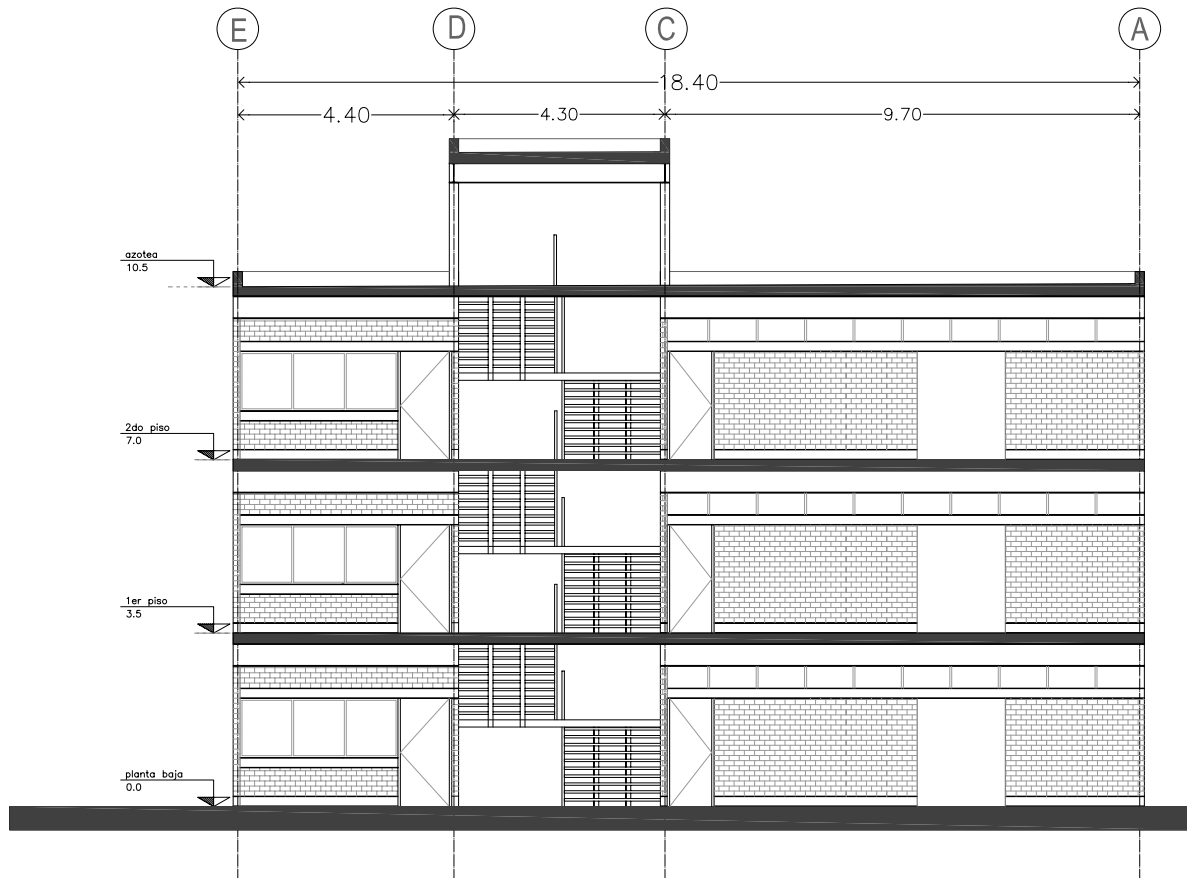 E D C A
18.40
4.40 4.30 9.70
azotea
10.5
2do piso
7.0
1er piso
3.5
planta baja
0.0